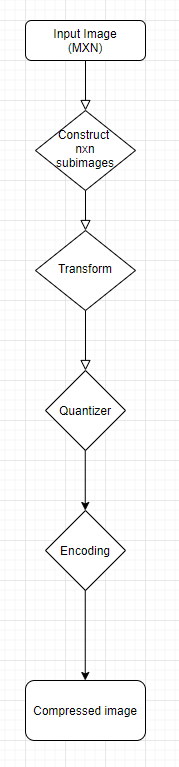 Input Image
(MXN)
Construct
nxn
subimages
Transform
Quantizer
Encoding
Compressed image